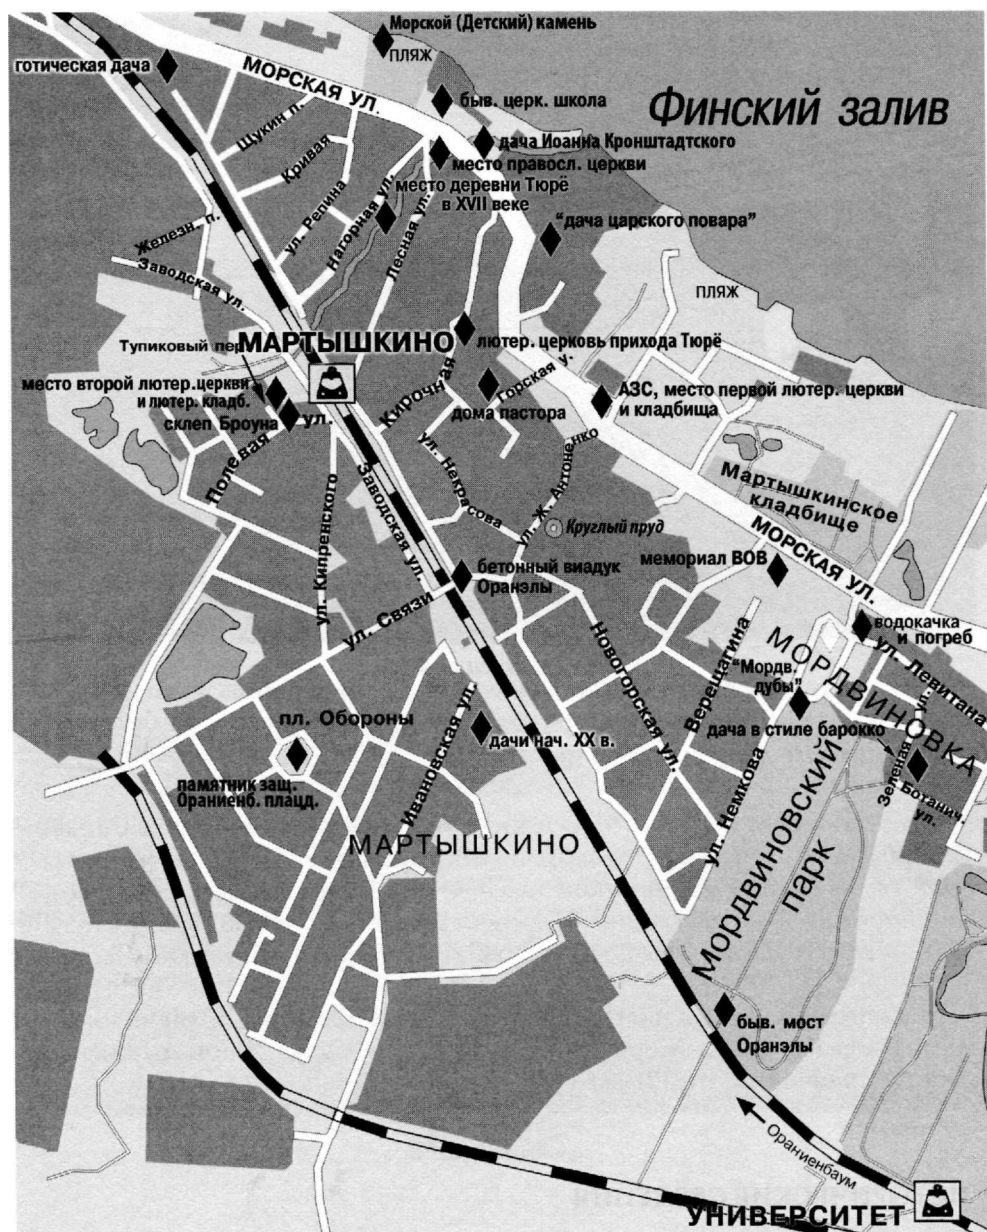 Морской (Детский) камень
ПЛЯЖ
готическая дача
МОРСКАЯ УЛ.
быв. церк. школа
Финский залив
Щукин п.
Кривая
дача Иоанна Кронштадтского
место правосл. церкви
место деревни Тюрё
в XVII веке
ул. Репина
Нагорная ул.
Лесная ул.
"дача царского повара"
Железн. п.
Заводская ул.
ПЛЯЖ
Тупиковый пер.
МАРТЫШКИНО
лютер. церковь прихода Тюрё
место второй лютер.церкви
и лютер. кладб.
склеп Броуна
Полевая ул.
Кирочная
Горская у.
дома пастора
АЗС, место первой лютер. церкви
и кладбища
ул. Некрасова
ул. Ж. Антоненко
Мартышкинское
кладбище
Круглый пруд
ул. Кипренского
Заводская ул.
МОРСКАЯ УЛ.
мемориал ВОВ
бетонный виадук
Оранэлы
ул. Связи
водокачка
и погреб
ул. Левитана
МОРДВИНОВКА
Новогорская ул.
Верещагина
"Мордв.
дубы"
пл. Обороны
Ивановская ул.
дачи нач. XX в.
дача в стиле барокко
Зеленая ул.
Ботанич.
ул.
памятник защ.
Ораниенб. плацд.
ул. Немкова
МАРТЫШКИНО
МОРДВИНОВСКИЙ
ПАРК
быв. мост
Оранэлы
Ораниенбаум
УНИВЕРСИТЕТ